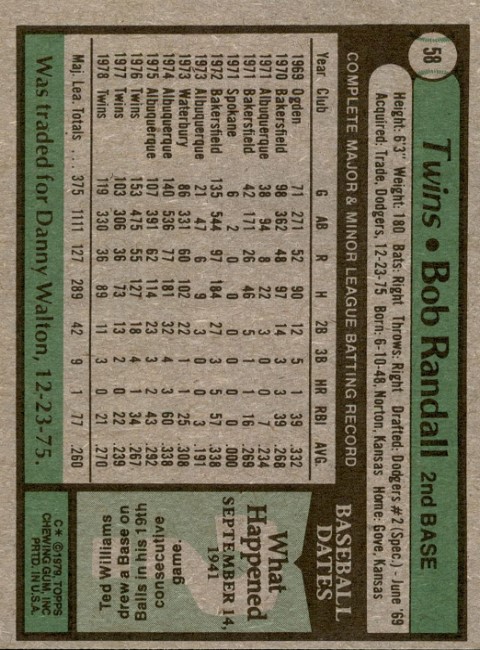 58
Twins • Bob Randall 2nd BASE
Height: 6'3" Weight: 180 Bats: Right Throws: Right Drafted: Dodgers #2 (Spec.) - June '69
Acquired: Trade, Dodgers, 12-23-75 Born: 6-10-48, Norton, Kansas Home: Gove, Kansas
COMPLETE MAJOR & MINOR LEAGUE BATTING RECORD
Year Club G AB R H 2B 3B HR RBI AVG.
1969 Ogden 71 271 52 90 12 5 1 39 .332
1970 Bakersfield 98 362 48 97 14 3 3 39 .268
1971 Albuquerque 38 94 8 22 3 0 0 7 .234
1971 Bakersfield 42 171 26 46 5 1 1 16 .269
1971 Spokane 6 2 0 0 0 0 0 0 .000
1972 Bakersfield 135 544 97 184 27 3 5 57 .338
1973 Albuquerque 21 47 6 9 3 0 0 3 .191
1973 Waterbury 86 331 60 102 22 1 1 25 .308
1974 Albuquerque 140 536 77 181 32 4 3 60 .338
1975 Albuquerque 107 391 62 114 23 3 2 43 .292
1976 Twins 153 475 55 127 18 4 1 34 .267
1977 Twins 103 306 36 73 13 2 0 22 .239
1978 Twins 119 330 36 89 11 3 0 21 .270
Maj. Lea. Totals .... 375 1111 127 289 42 9 1 77 .260
Was traded for Danny Walton, 12-23-75.
BASEBALL
DATES
What
Happened
SEPTEMBER 14,
1941
Ted Williams
drew a Base on
Balls in his 19th
consecutive
game.
C* © 1979, TOPPS
CHEWING GUM, INC
PRTD. IN U.S.A.